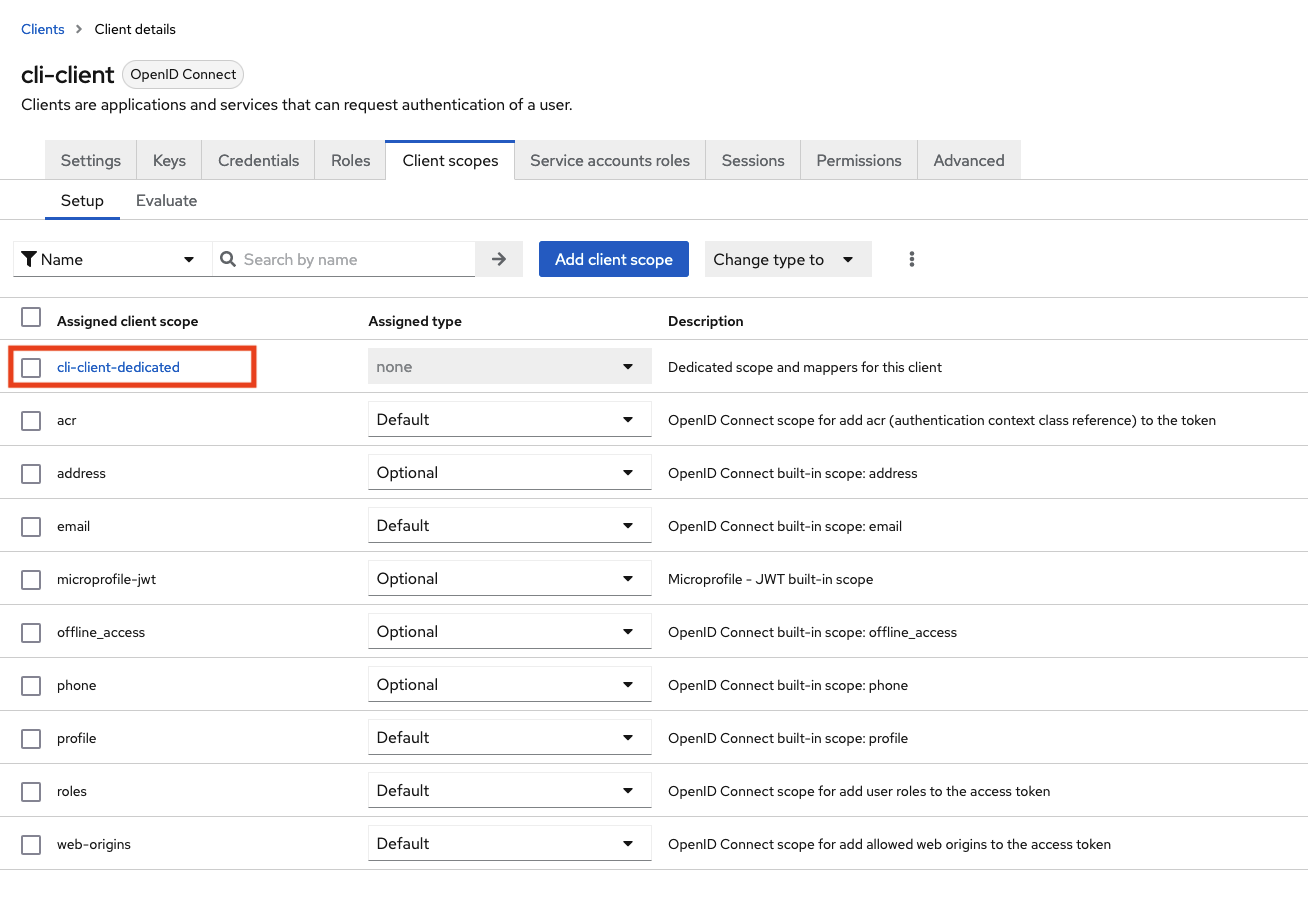 Clients > Client details
cli-client OpenID Connect
Clients are applications and services that can request authentication of a user.
Settings Keys Credentials Roles Client scopes Service accounts roles Sessions Permissions Advanced
Setup Evaluate
Name Search by name Add client scope Change type to
Assigned client scope Assigned type Description
cli-client-dedicated none Dedicated scope and mappers for this client
acr Default OpenID Connect scope for add acr (authentication context class reference) to the token
address Optional OpenID Connect built-in scope: address
email Default OpenID Connect built-in scope: email
microprofile-jwt Optional Microprofile - JWT built-in scope
offline_access Optional OpenID Connect built-in scope: offline_access
phone Optional OpenID Connect built-in scope: phone
profile Default OpenID Connect built-in scope: profile
roles Default OpenID Connect scope for add user roles to the access token
web-origins Default OpenID Connect scope for add allowed web origins to the access token